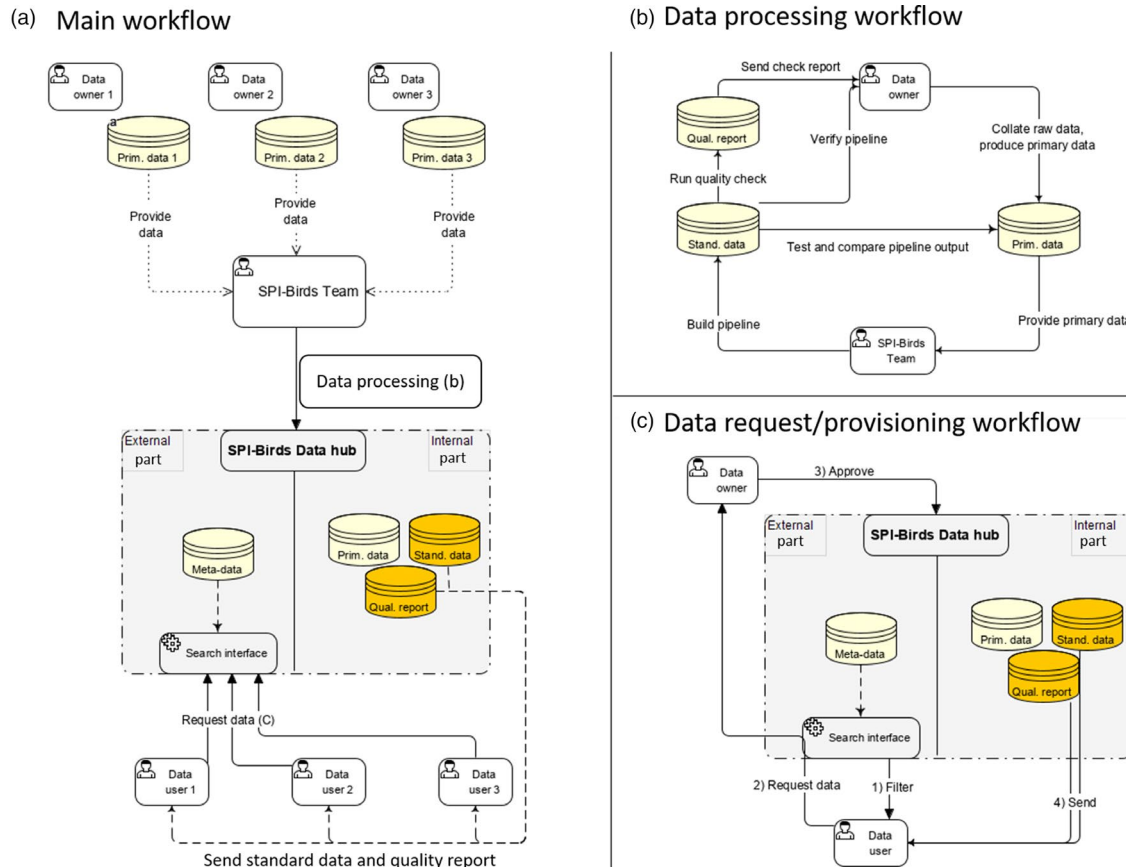 (a) Main workflow
Data
owner 1
Data
owner 2
Data
owner 3
a
Prim. data 1
Prim. data 2
Prim. data 3
Provide
data
Provide
data
Provide
data
SPI-Birds Team
Data processing (b)
External
part
SPI-Birds Data hub
Internal
part
Prim. data
Stand. data
Meta-data
Qual. report
Search interface
Request data (C)
Data
user 1
Data
user 2
Data
user 3
Send standard data and quality report
(b) Data processing workflow
Send check report
Data
owner
Qual. report
Verify pipeline
Collate raw data,
produce primary data
Run quality check
Stand. data
Test and compare pipeline output
Prim. data
Build pipeline
Provide primary data
SPI-Birds
Team
(c) Data request/provisioning workflow
Data
owner
3) Approve
External
part
SPI-Birds Data hub
Internal
part
Prim. data
Stand. data
Meta-data
Qual. report
Search interface
2) Request data
1) Filter
4) Send
Data
user